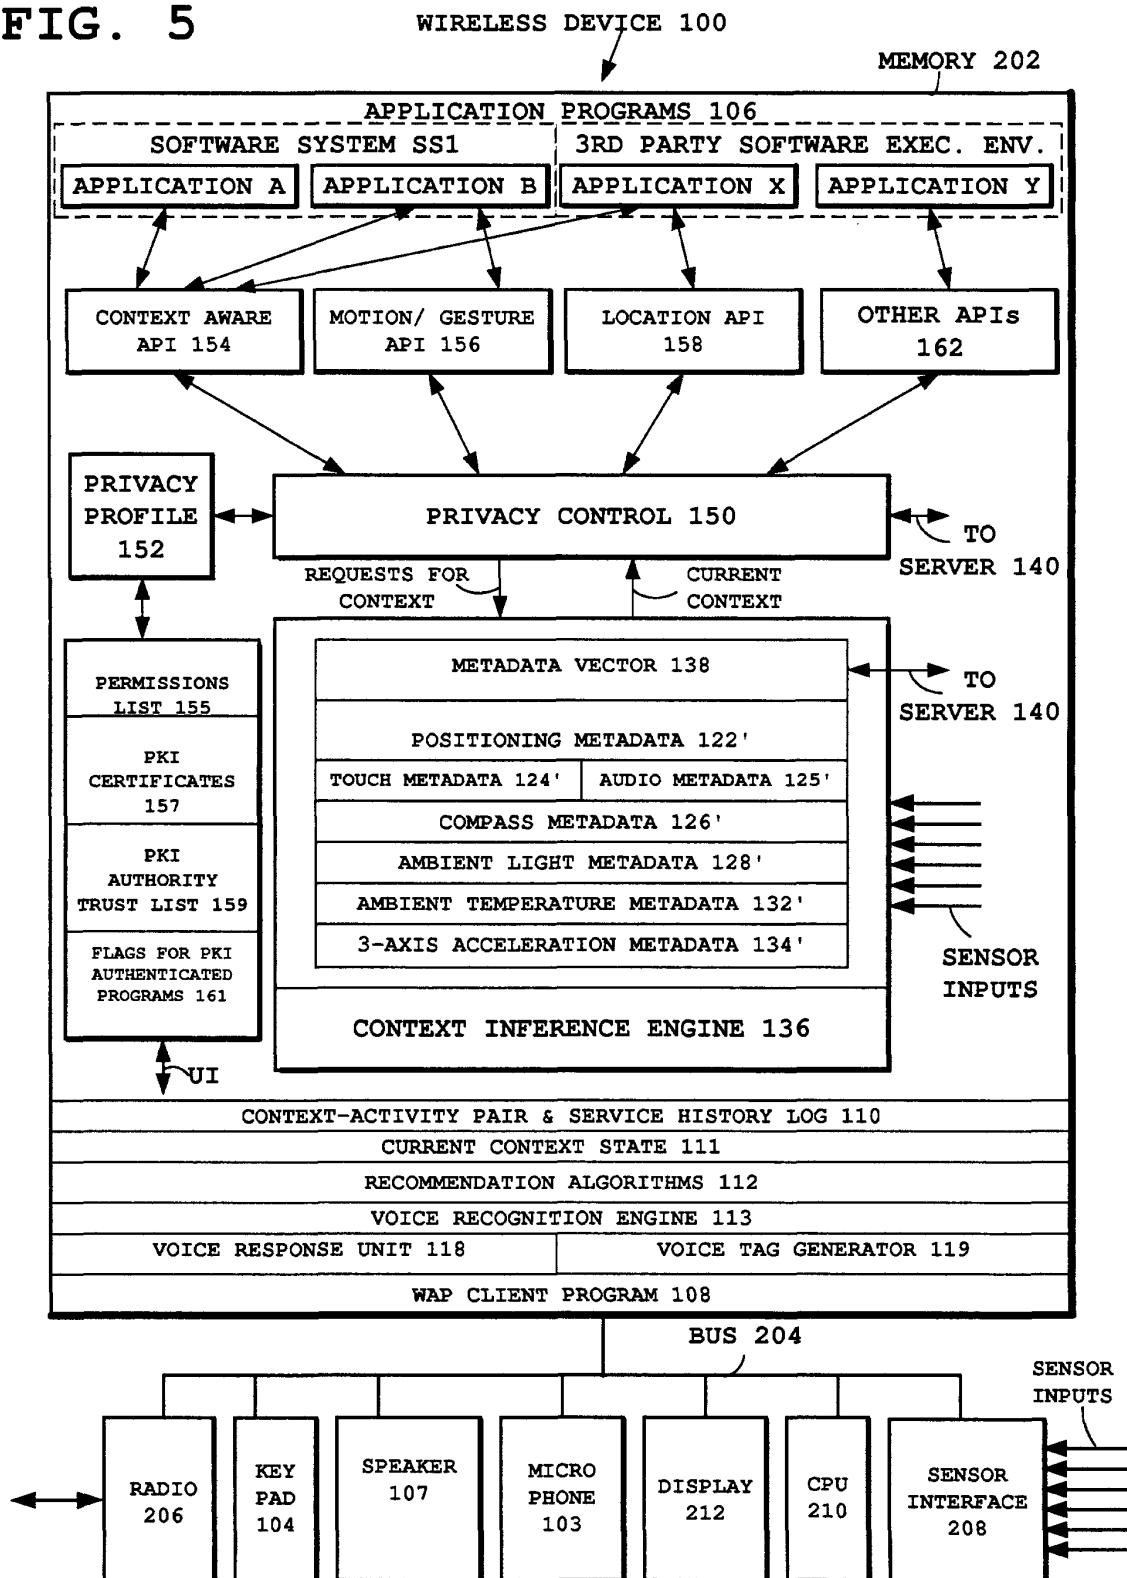 FIG. 5
WIRELESS DEVICE 100
MEMORY 202
APPLICATION PROGRAMS 106
SOFTWARE SYSTEM SS1
3RD PARTY SOFTWARE EXEC. ENV.
APPLICATION A
APPLICATION B
APPLICATION X
APPLICATION Y
CONTEXT AWARE
API 154
MOTION/ GESTURE
API 156
LOCATION API
158
OTHER APIs
162
PRIVACY
PROFILE
152
PRIVACY CONTROL 150
TO
SERVER 140
REQUESTS FOR
CONTEXT
CURRENT
CONTEXT
PERMISSIONS
LIST 155
PKI
CERTIFICATES
157
PKI
AUTHORITY
TRUST LIST 159
FLAGS FOR PKI
AUTHENTICATED
PROGRAMS 161
UI
METADATA VECTOR 138
TO
SERVER 140
POSITIONING METADATA 122'
TOUCH METADATA 124'
AUDIO METADATA 125'
COMPASS METADATA 126'
AMBIENT LIGHT METADATA 128'
AMBIENT TEMPERATURE METADATA 132'
3-AXIS ACCELERATION METADATA 134'
SENSOR
INPUTS
CONTEXT INFERENCE ENGINE 136
CONTEXT-ACTIVITY PAIR & SERVICE HISTORY LOG 110
CURRENT CONTEXT STATE 111
RECOMMENDATION ALGORITHMS 112
VOICE RECOGNITION ENGINE 113
VOICE RESPONSE UNIT 118
VOICE TAG GENERATOR 119
WAP CLIENT PROGRAM 108
BUS 204
SENSOR
INPUTS
RADIO
206
KEY
PAD
104
SPEAKER
107
MICRO
PHONE
103
DISPLAY
212
CPU
210
SENSOR
INTERFACE
208